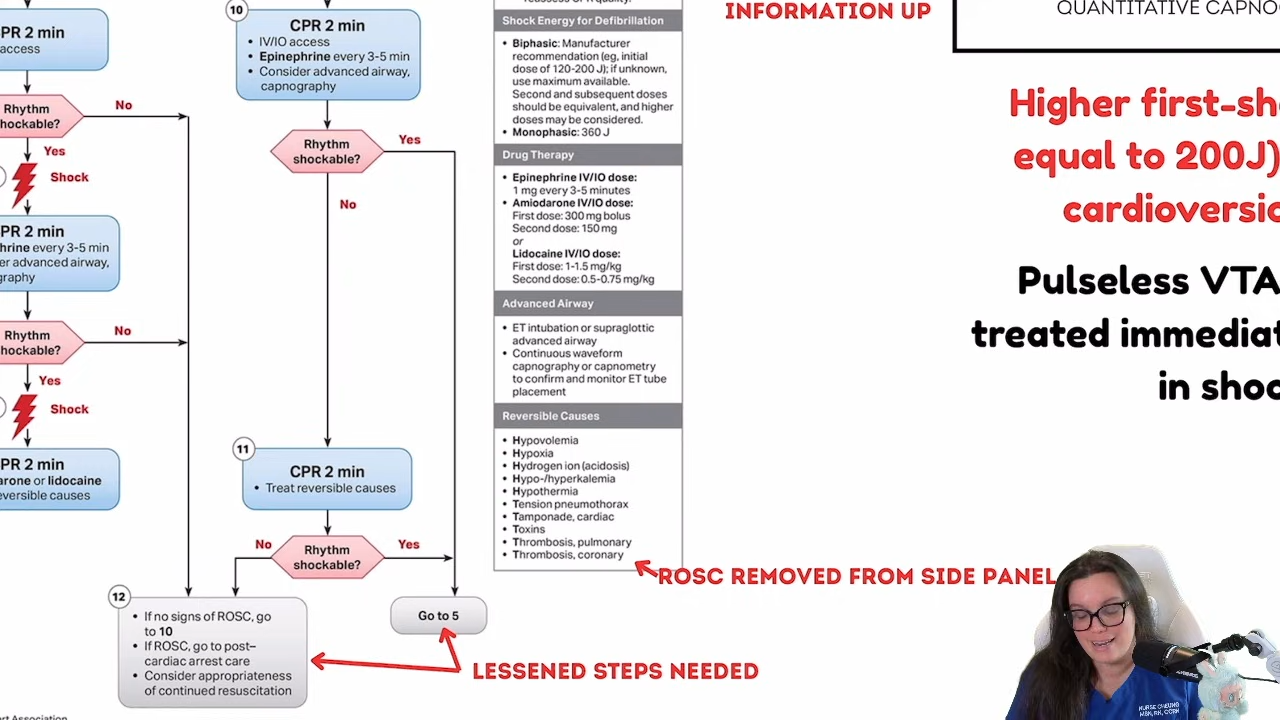 CPR 2 min
access
Rhythm
shockable?
No
Yes
Shock
CPR 2 min
every 3-5 min
advanced airway,
Rhythm
shockable?
No
Yes
Shock
CPR 2 min
or lidocaine
causes
10
CPR 2 min
• IV/IO access
• Epinephrine every 3-5 min
• Consider advanced airway,
capnography
Rhythm
shockable?
Yes
No
11
CPR 2 min
• Treat reversible causes
Rhythm
shockable?
No
Yes
12
• If no signs of ROSC, go
to 10
• If ROSC, go to post–
cardiac arrest care
• Consider appropriateness
of continued resuscitation
Go to 5
Shock Energy for Defibrillation
• Biphasic: Manufacturer
recommendation (eg, initial
dose of 120-200 J); if unknown,
use maximum available.
Second and subsequent doses
should be equivalent, and higher
doses may be considered.
• Monophasic: 360 J
Drug Therapy
• Epinephrine IV/IO dose:
1 mg every 3-5 minutes
• Amiodarone IV/IO dose:
First dose: 300 mg bolus
Second dose: 150 mg
or
Lidocaine IV/IO dose:
First dose: 1-1.5 mg/kg
Second dose: 0.5-0.75 mg/kg
Advanced Airway
• ET intubation or supraglottic
advanced airway
• Continuous waveform
capnography or capnometry
to confirm and monitor ET tube
placement
Reversible Causes
• Hypovolemia
• Hypoxia
• Hydrogen ion (acidosis)
• Hypo-/hyperkalemia
• Hypothermia
• Tension pneumothorax
• Tamponade, cardiac
• Toxins
• Thrombosis, pulmonary
• Thrombosis, coronary
INFORMATION UP
QUANTITATIVE CAPNO
Higher first-sh
equal to 200J)
cardioversio
Pulseless VTA
treated immediat
in shoc
ROSC REMOVED FROM SIDE PANEL
LESSENED STEPS NEEDED
NURSE CHEUNG
MSN, RN, CCRN
Association